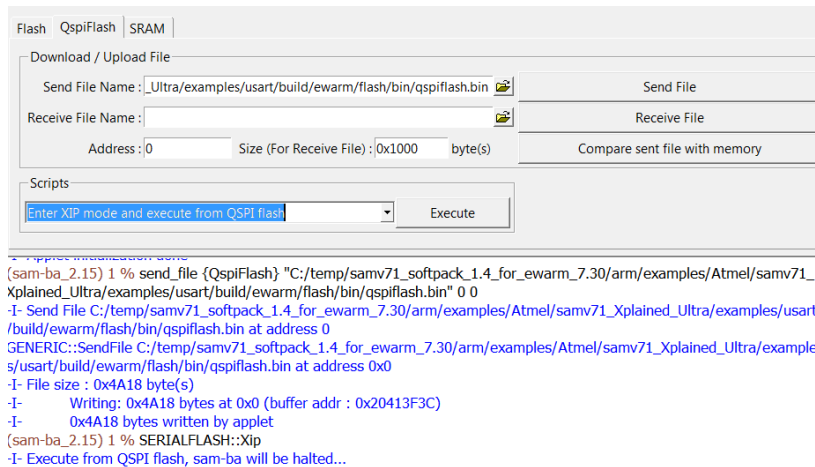 Flash QspiFlash SRAM
Download / Upload File
Send File Name : _Ultra/examples/usart/build/ewarm/flash/bin/qspiflash.bin Send File
Receive File Name : Receive File
Address : 0 Size (For Receive File) : 0x1000 byte(s) Compare sent file with memory
Scripts
Enter XIP mode and execute from QSPI flash Execute
-I- Applet initialization done
(sam-ba_2.15) 1 % send_file {QspiFlash} "C:/temp/samv71_softpack_1.4_for_ewarm_7.30/arm/examples/Atmel/samv71_
Xplained_Ultra/examples/usart/build/ewarm/flash/bin/qspiflash.bin" 0 0
-I- Send File C:/temp/samv71_softpack_1.4_for_ewarm_7.30/arm/examples/Atmel/samv71_Xplained_Ultra/examples/usart
/build/ewarm/flash/bin/qspiflash.bin at address 0
GENERIC::SendFile C:/temp/samv71_softpack_1.4_for_ewarm_7.30/arm/examples/Atmel/samv71_Xplained_Ultra/example
s/usart/build/ewarm/flash/bin/qspiflash.bin at address 0x0
-I- File size : 0x4A18 byte(s)
-I- Writing: 0x4A18 bytes at 0x0 (buffer addr : 0x20413F3C)
-I- 0x4A18 bytes written by applet
(sam-ba_2.15) 1 % SERIALFLASH::Xip
-I- Execute from QSPI flash, sam-ba will be halted...